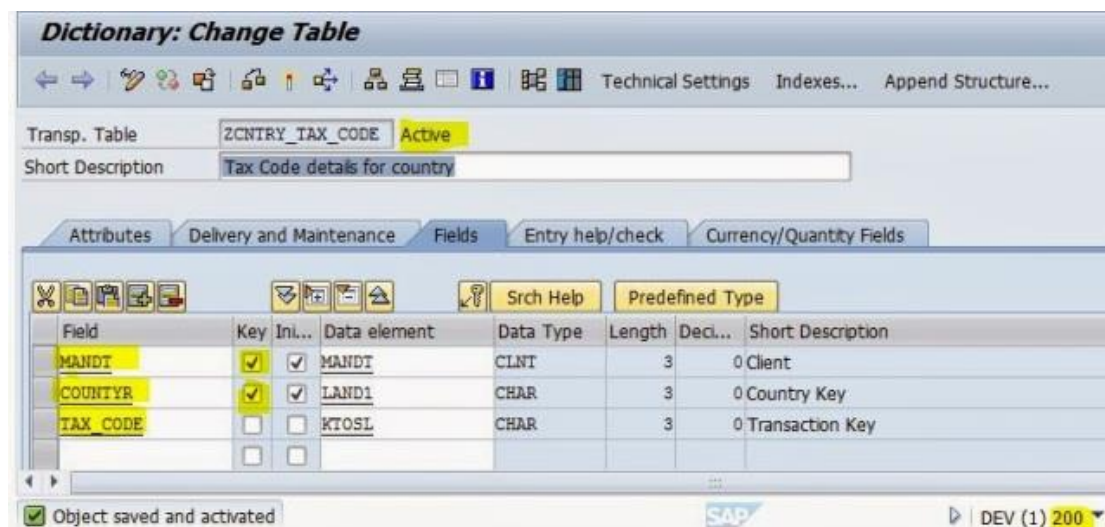 Dictionary: Change Table
Technical Settings Indexes... Append Structure...
Transp. Table ZCNTRY_TAX_CODE Active
Short Description Tax Code details for country
Attributes Delivery and Maintenance Fields Entry help/check Currency/Quantity Fields
Srch Help Predefined Type
Field Key Ini... Data element Data Type Length Deci... Short Description
MANDT MANDT CLNT 3 0 Client
COUNTYR LAND1 CHAR 3 0 Country Key
TAX_CODE KTOSL CHAR 3 0 Transaction Key
Object saved and activated SAP DEV (1) 200